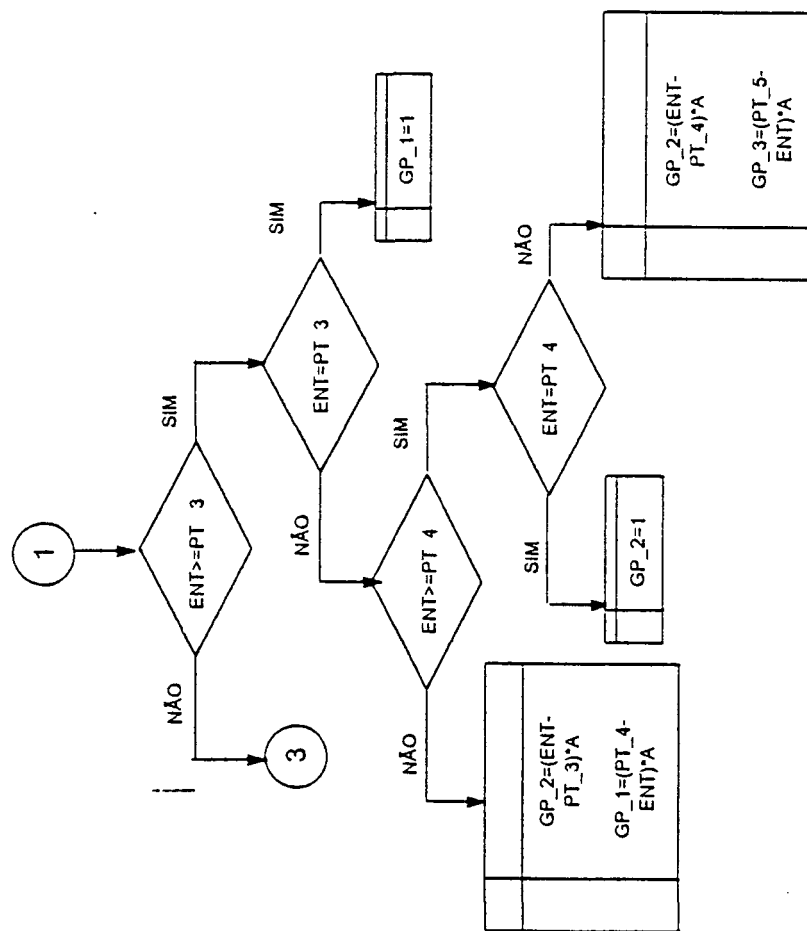 1
ENT>=PT 3
SIM
NÃO
3
ENT=PT 3
SIM
NÃO
GP_1=1
ENT>=PT 4
SIM
NÃO
ENT=PT 4
NÃO
SIM
GP_2=1
GP_2=(ENT-
PT_3)*A
GP_1=(PT_4-
ENT)*A
GP_2=(ENT-
PT_4)*A
GP_3=(PT_5-
ENT)*A